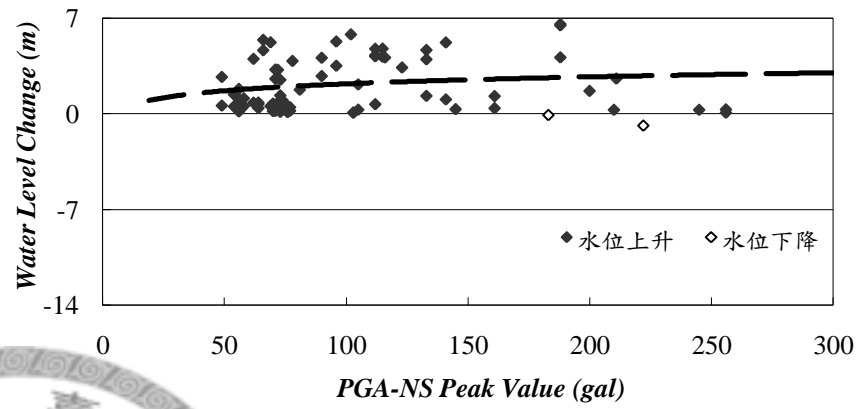 Water Level Change (m)
7
0
-7
-14
◆水位上升 ◇水位下降
0 50 100 150 200 250 300
PGA-NS Peak Value (gal)